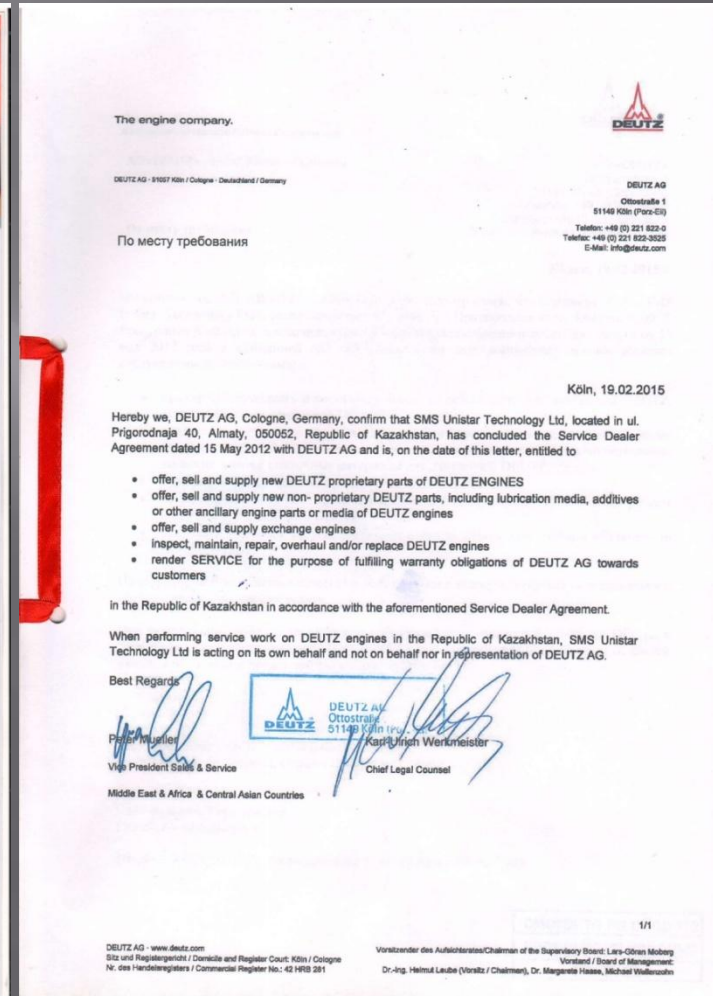 The engine company.
DEUTZ
DEUTZ AG - 51057 Köln / Cologne - Deutschland / Germany
DEUTZ AG
Ottostraße 1
51149 Köln (Porz-Eil)
Telefon: +49 (0) 221 822-0
Telefax: +49 (0) 221 822-3525
E-Mail: info@deutz.com
По месту требования
Köln, 19.02.2015
Hereby we, DEUTZ AG, Cologne, Germany, confirm that SMS Unistar Technology Ltd, located in ul.
Prigorodnaja 40, Almaty, 050052, Republic of Kazakhstan, has concluded the Service Dealer
Agreement dated 15 May 2012 with DEUTZ AG and is, on the date of this letter, entitled to
• offer, sell and supply new DEUTZ proprietary parts of DEUTZ ENGINES
• offer, sell and supply new non- proprietary DEUTZ parts, including lubrication media, additives
or other ancillary engine parts or media of DEUTZ engines
• offer, sell and supply exchange engines
• inspect, maintain, repair, overhaul and/or replace DEUTZ engines
• render SERVICE for the purpose of fulfilling warranty obligations of DEUTZ AG towards
customers
in the Republic of Kazakhstan in accordance with the aforementioned Service Dealer Agreement.
When performing service work on DEUTZ engines in the Republic of Kazakhstan, SMS Unistar
Technology Ltd is acting on its own behalf and not on behalf nor in representation of DEUTZ AG.
Best Regards
DEUTZ
DEUTZ AG
Ottostraße
51149 Köln
Peter Mueller
Karl-Ulrich Werkmeister
Vice President Sales & Service
Chief Legal Counsel
Middle East & Africa & Central Asian Countries
1/1
DEUTZ AG - www.deutz.com
Sitz und Registergericht / Domicile and Register Court: Köln / Cologne
Nr. des Handelsregisters / Commercial Register No.: 42 HRB 281
Vorsitzender des Aufsichtsrates/Chairman of the Supervisory Board: Lars-Göran Moberg
Vorstand / Board of Management:
Dr.-Ing. Helmut Leube (Vorsitz / Chairman), Dr. Margarete Haase, Michael Wellenzohn